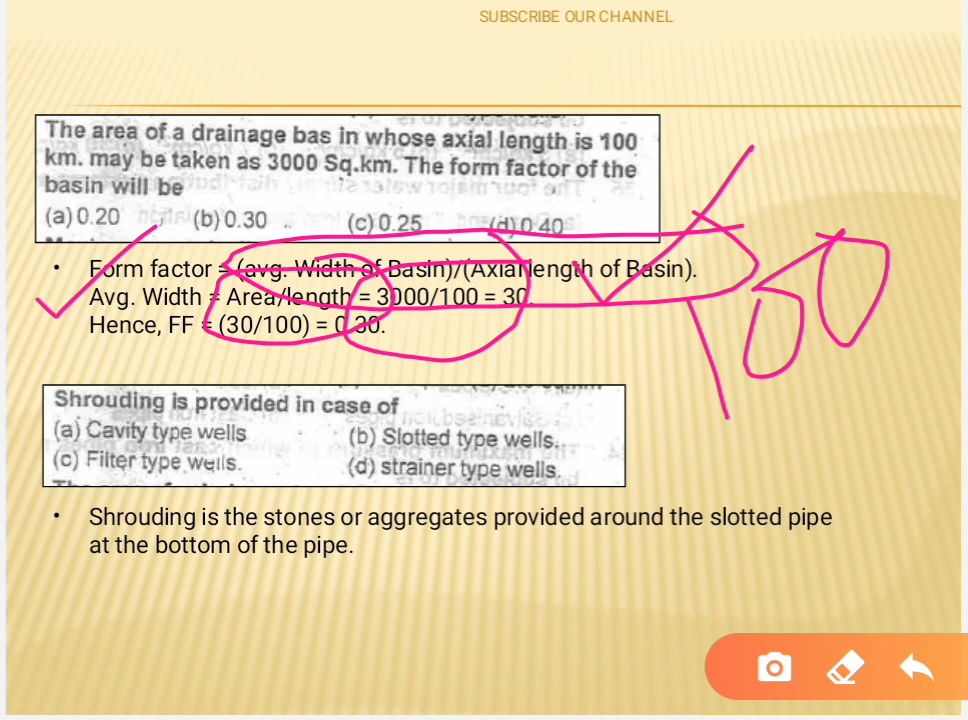 SUBSCRIBE OUR CHANNEL
The area of a drainage bas in whose axial length is 100
km. may be taken as 3000 Sq.km. The form factor of the
basin will be
(a) 0.20 (b) 0.30 (c) 0.25 (d) 0.40
• Form factor = (avg. Width of Basin)/(Axial length of Basin).
Avg. Width = Area/length = 3000/100 = 30.
Hence, FF = (30/100) = 0.30.
100
Shrouding is provided in case of
(a) Cavity type wells (b) Slotted type wells.
(c) Filter type wells. (d) strainer type wells.
• Shrouding is the stones or aggregates provided around the slotted pipe
at the bottom of the pipe.